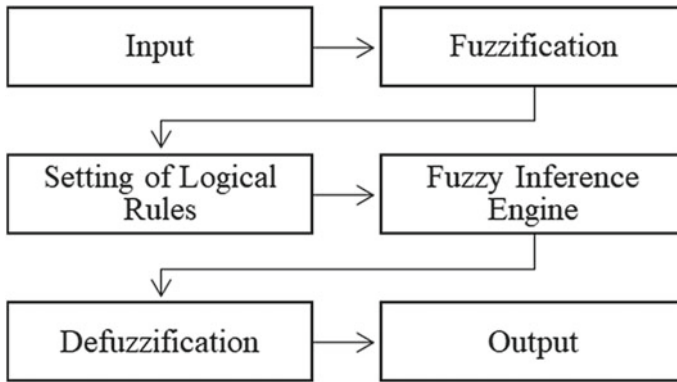 Input
Fuzzification
Setting of Logical
Rules
Fuzzy Inference
Engine
Defuzzification
Output